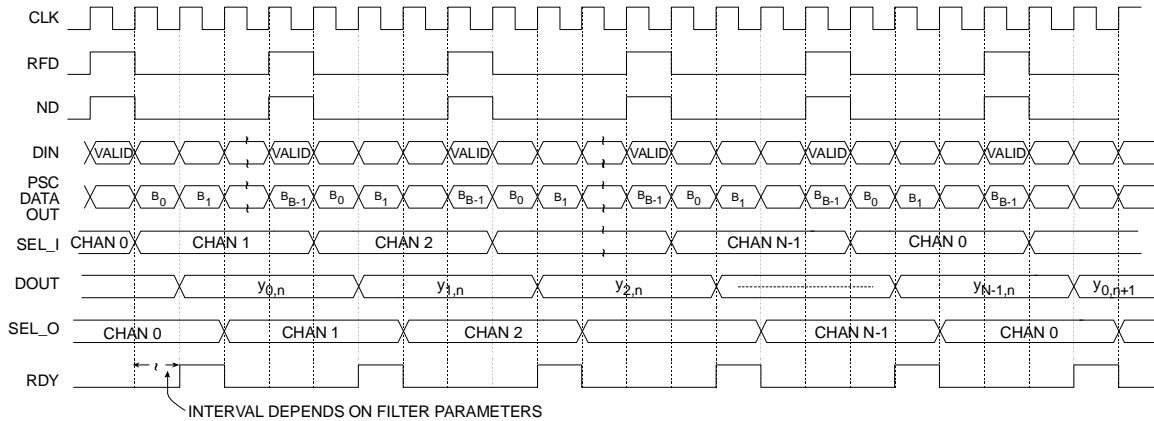 CLK
RFD
ND
DIN VALID VALID VALID VALID VALID VALID
PSC DATA OUT B0 B1 BB-1 B0 B1 BB-1 B0 B1 BB-1 B0 B1 BB-1 B0 B1 BB-1
SEL_I CHAN 0 CHAN 1 CHAN 2 CHAN N-1 CHAN 0
DOUT y0,n y1,n y2,n yN-1,n y0,n+1
SEL_O CHAN 0 CHAN 1 CHAN 2 CHAN N-1 CHAN 0
RDY
INTERVAL DEPENDS ON FILTER PARAMETERS